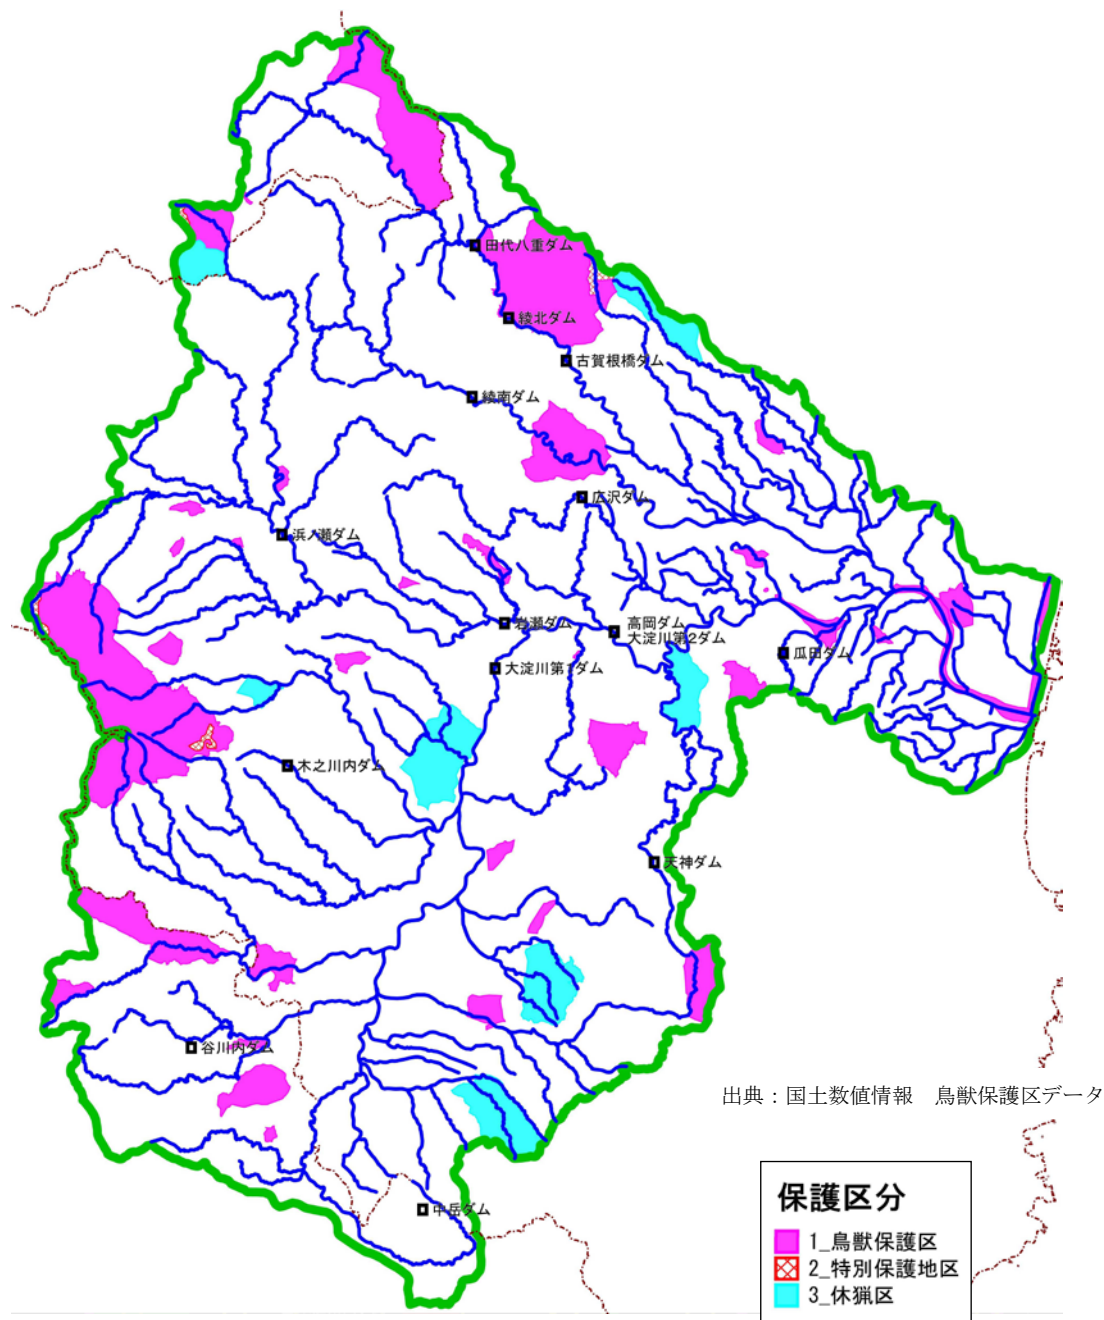 田代八重ダム
綾北ダム
古賀根橋ダム
綾南ダム
広沢ダム
浜ノ瀬ダム
岩瀬ダム
高岡ダム
大淀川第2ダム
瓜田ダム
大淀川第1ダム
木之川内ダム
天神ダム
谷川内ダム
出典：国土数値情報　鳥獣保護区データ
中岳ダム
保護区分
1_鳥獣保護区
2_特別保護地区
3_休猟区